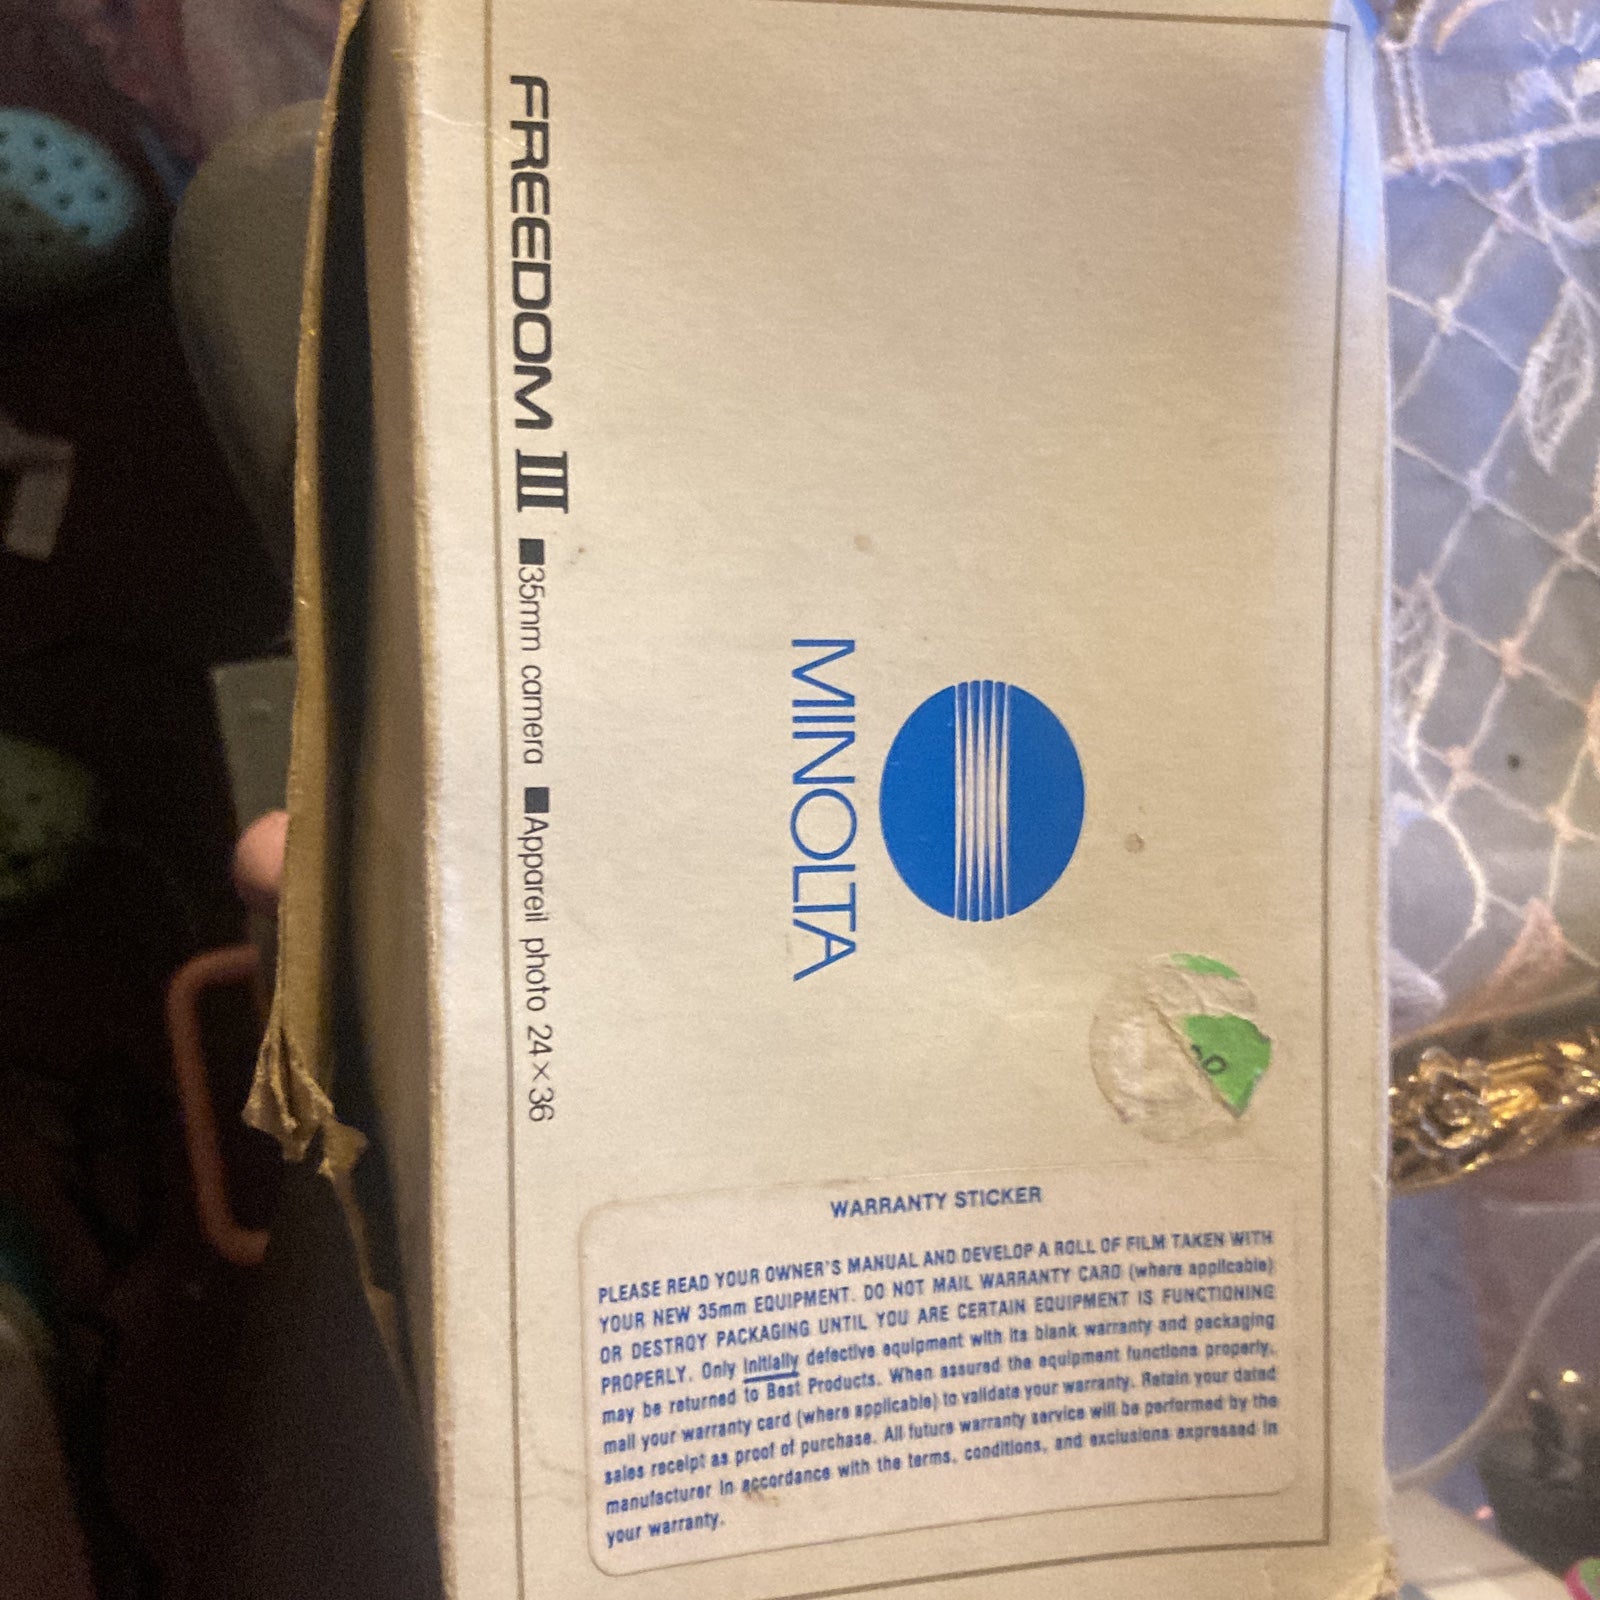 MINOLTA
FREEDOM III ■35mm camera ■Appareil photo 24×36
WARRANTY STICKER
PLEASE READ YOUR OWNER'S MANUAL AND DEVELOP A ROLL OF FILM TAKEN WITH
YOUR NEW 35mm EQUIPMENT. DO NOT MAIL WARRANTY CARD (where applicable)
OR DESTROY PACKAGING UNTIL YOU ARE CERTAIN EQUIPMENT IS FUNCTIONING
PROPERLY. Only initially defective equipment with its blank warranty and packaging
may be returned to Best Products. When assured the equipment functions properly,
mail your warranty card (where applicable) to validate your warranty. Retain your dated
sales receipt as proof of purchase. All future warranty service will be performed by the
manufacturer in accordance with the terms, conditions, and exclusions expressed in
your warranty.